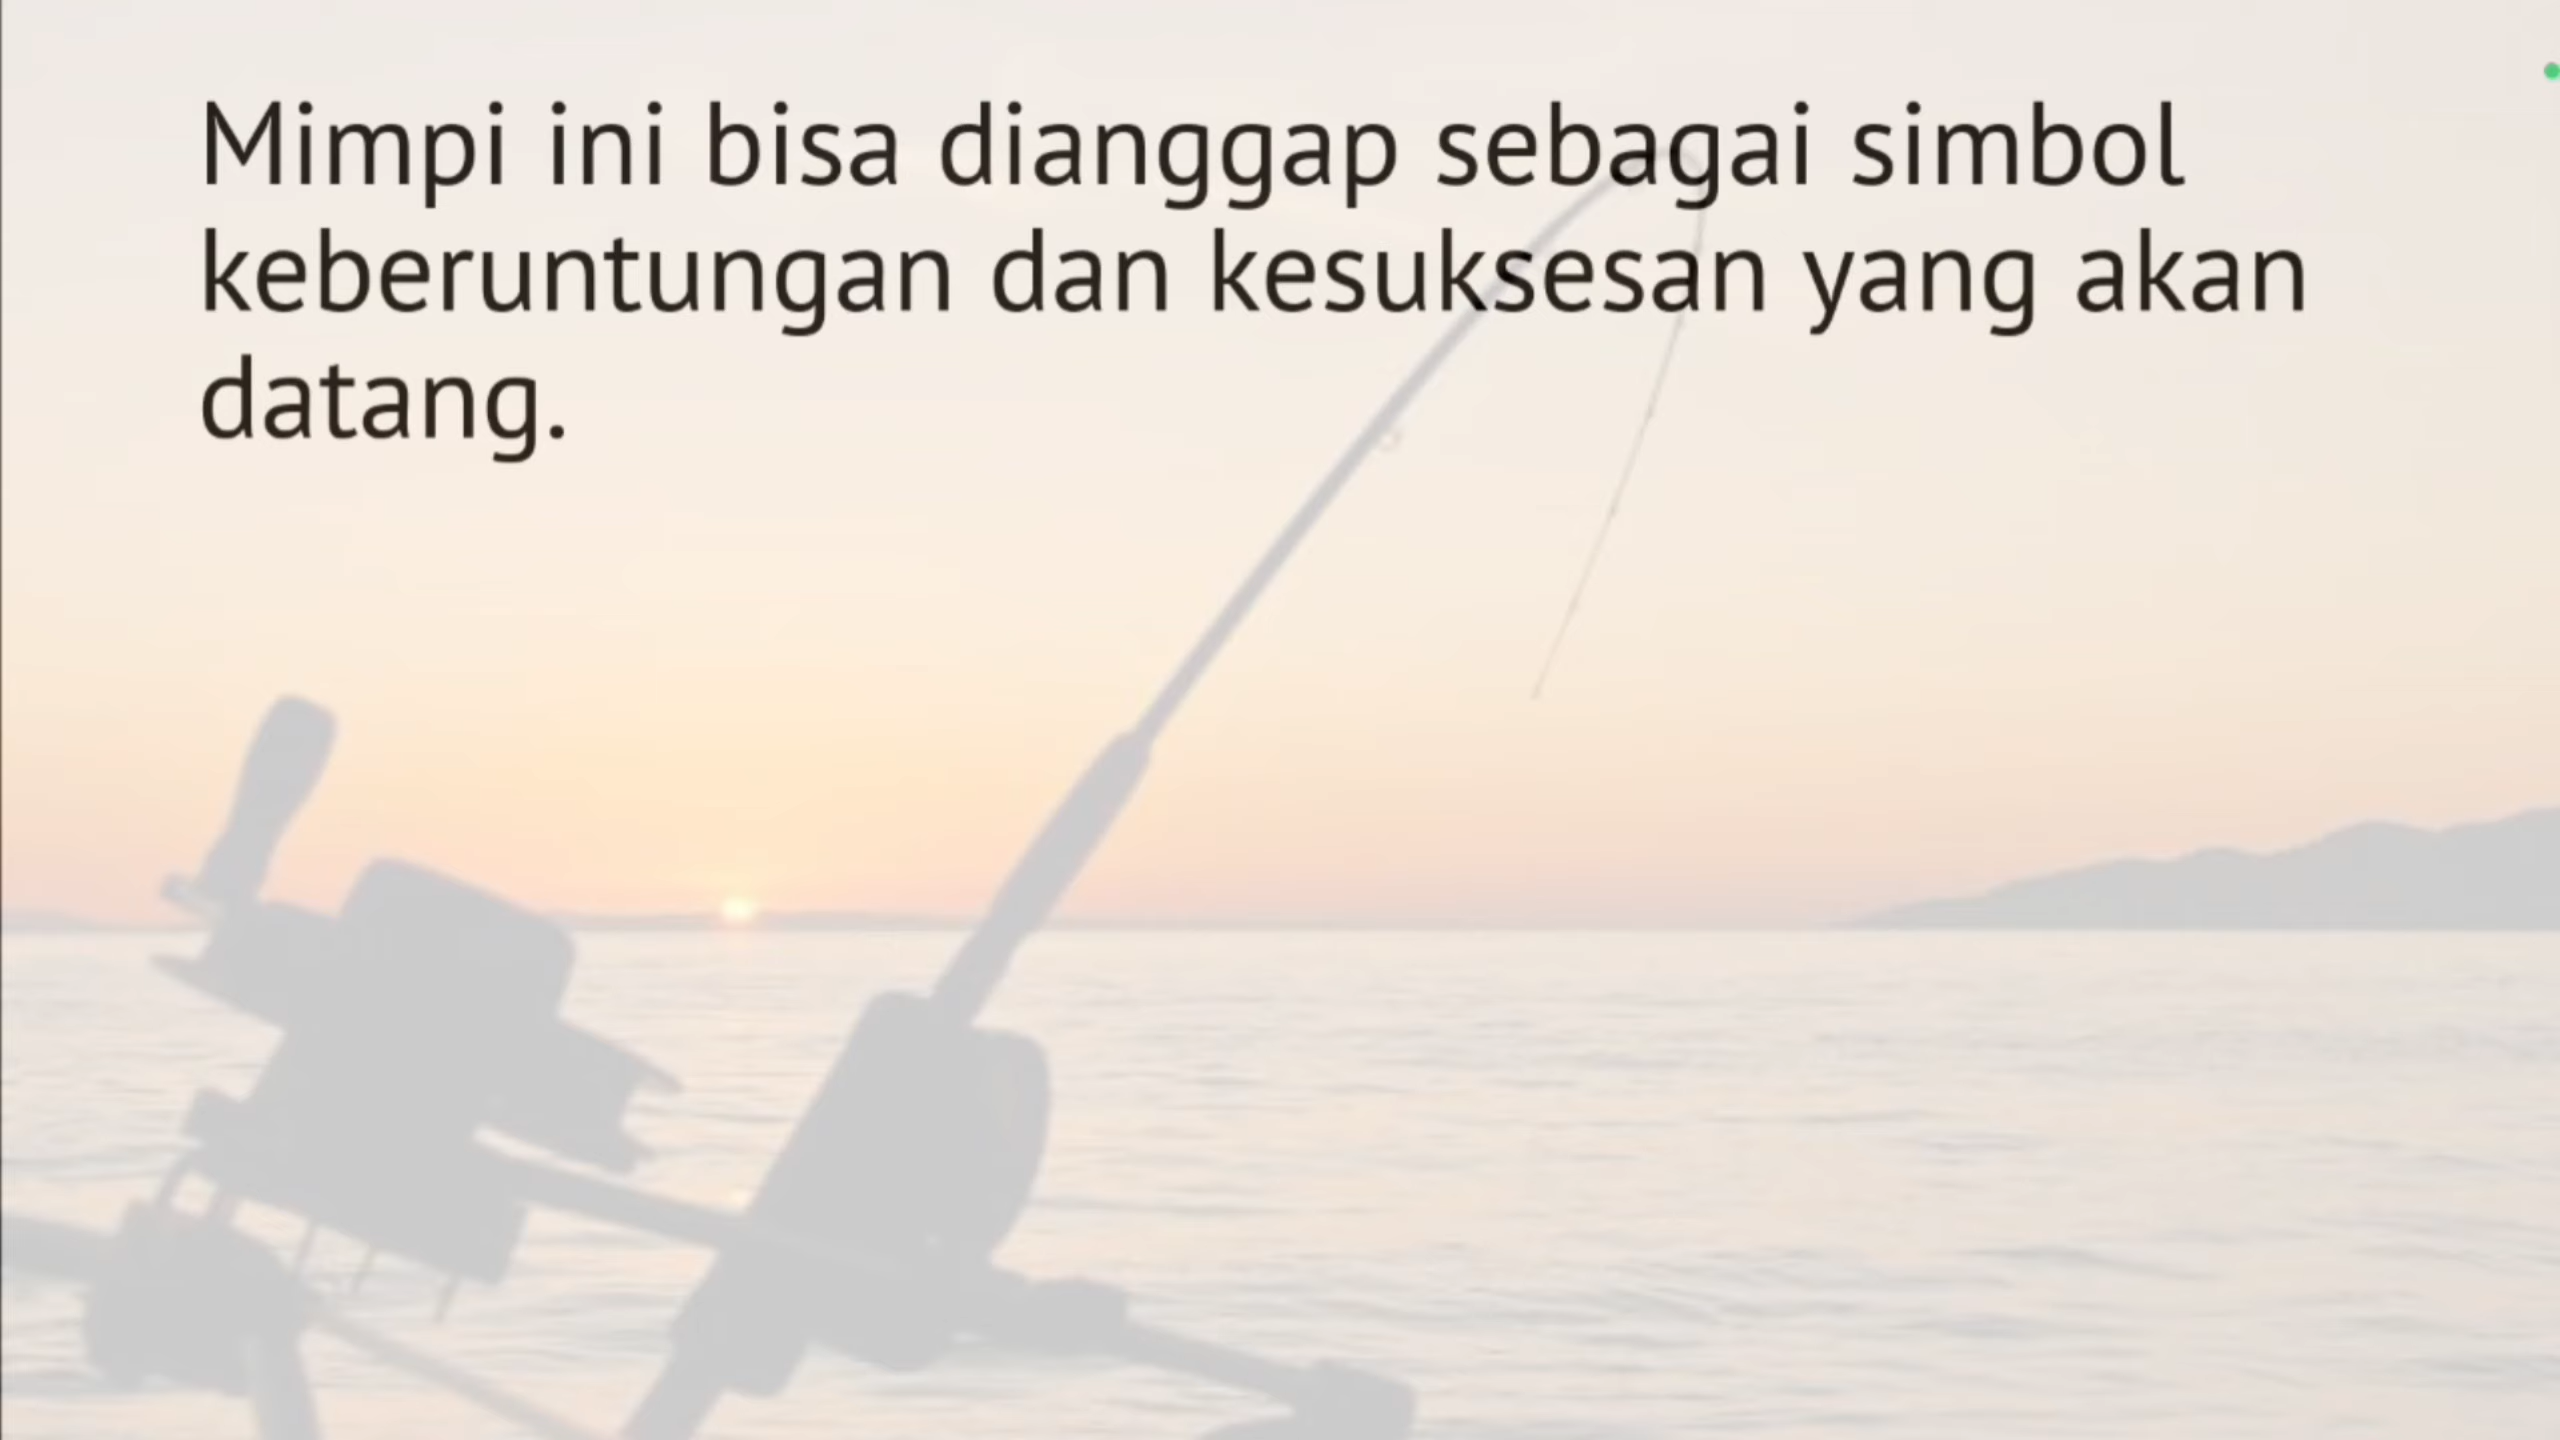 Mimpi ini bisa dianggap sebagai simbol
keberuntungan dan kesuksesan yang akan
datang.